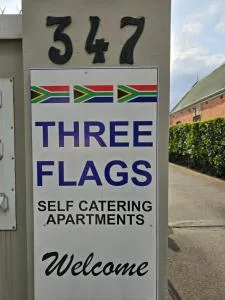 347
THREE
FLAGS
SELF CATERING
APARTMENTS
Welcome